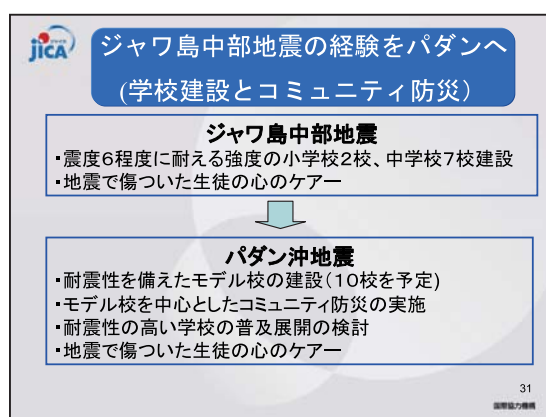 jica
ジャワ島中部地震の経験をパダンへ
(学校建設とコミュニティ防災）
ジャワ島中部地震
・震度6程度に耐える強度の小学校2校、中学校7校建設
・地震で傷ついた生徒の心のケアー
パダン沖地震
・耐震性を備えたモデル校の建設（10校を予定)
・モデル校を中心としたコミュニティ防災の実施
・耐震性の高い学校の普及展開の検討
・地震で傷ついた生徒の心のケアー
31
国際協力機構